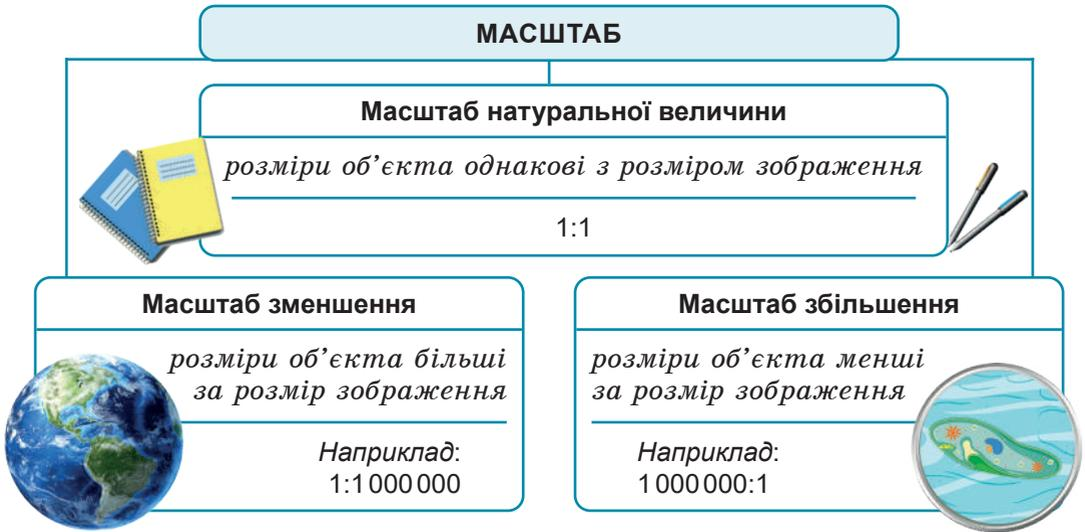 МАСШТАБ
Масштаб натуральної величини
розміри об’єкта однакові з розміром зображення
1:1
Масштаб зменшення
розміри об’єкта більші
за розмір зображення
Наприклад:
1:1 000 000
Масштаб збільшення
розміри об’єкта менші
за розмір зображення
Наприклад:
1 000 000:1